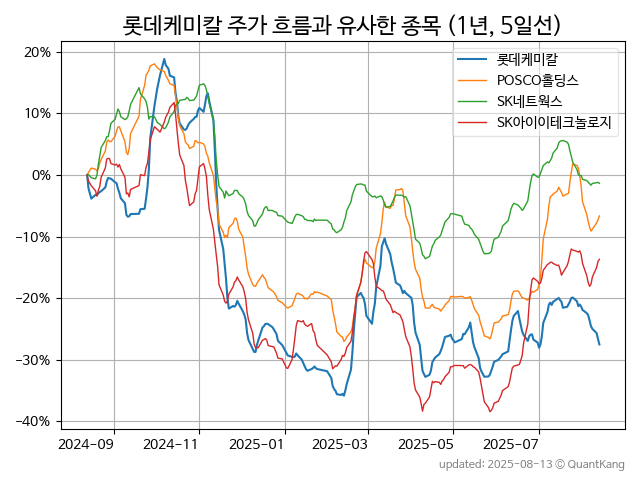 롯데케미칼 주가 흐름과 유사한 종목 (1년, 5일선)
롯데케미칼
POSCO홀딩스
SK네트웍스
SK아이이테크놀로지
20%
10%
0%
−10%
−20%
−30%
−40%
2024-09
2024-11
2025-01
2025-03
2025-05
2025-07
updated: 2025-08-13 © QuantKang